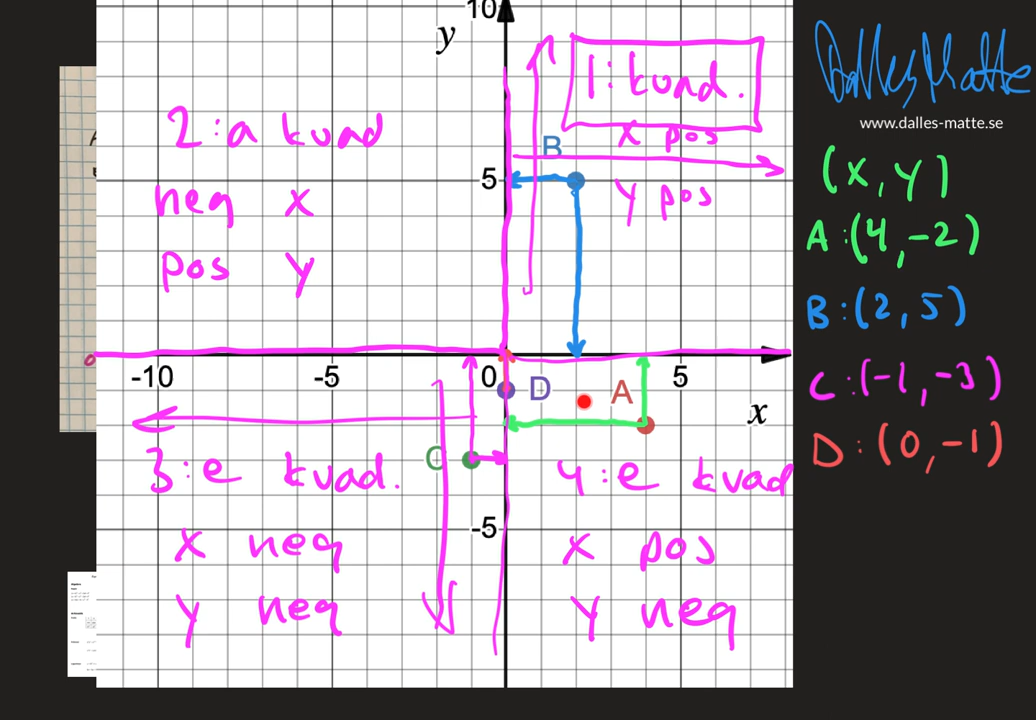 10
y
1: kvad.
x pos
y pos
B
5
2:a kvad
neg x
pos y
-10
-5
0
5
x
D
A
C
-5
3:e kvad.
x neg
y neg
4:e kvad
x pos
y neg
Dalles Matte
www.dalles-matte.se
(x, y)
A:(4, -2)
B:(2, 5)
C:(-1, -3)
D:(0, -1)